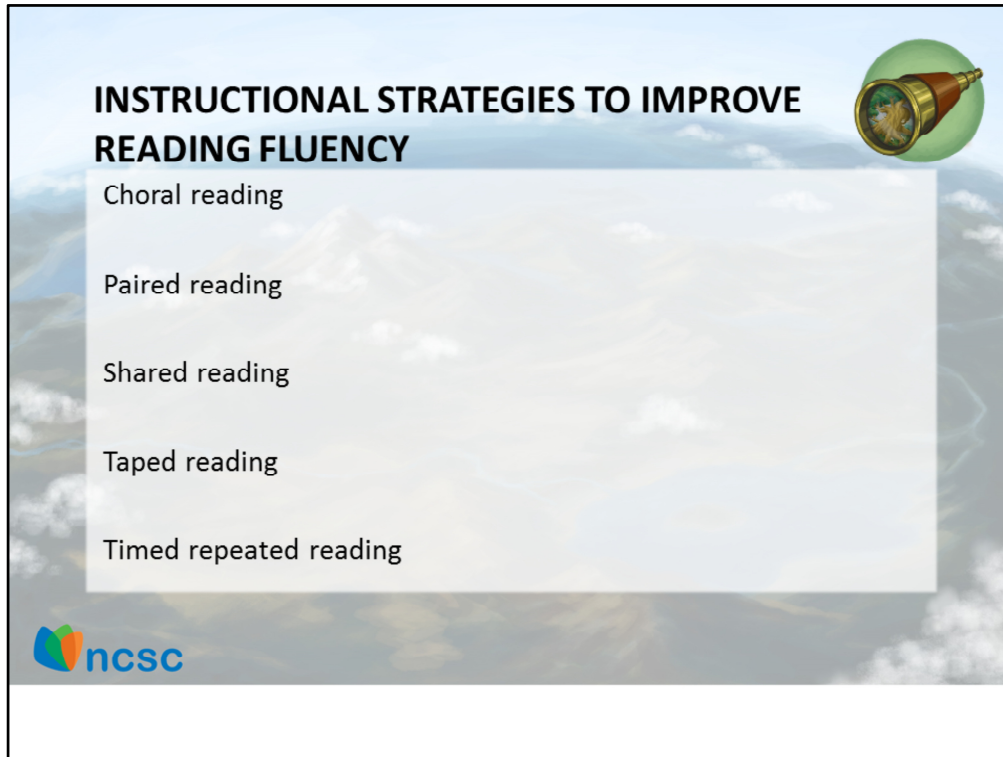 INSTRUCTIONAL STRATEGIES TO IMPROVE
READING FLUENCY
Choral reading
Paired reading
Shared reading
Taped reading
Timed repeated reading
ncsc